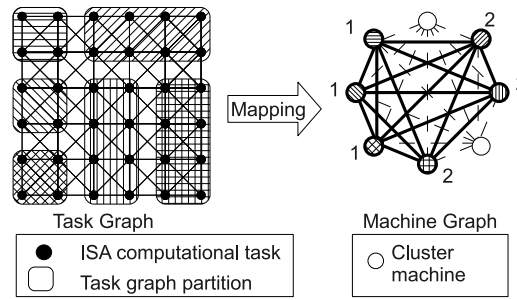 1
2
1
Mapping
1
2
Task Graph
Machine Graph
ISA computational task
Task graph partition
Cluster
machine